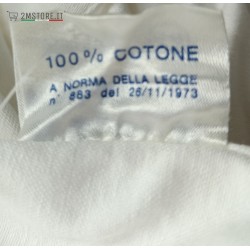 2MSTORE.IT
100% COTONE
A NORMA DELLA LEGGE
n° 883 del 26/11/1973